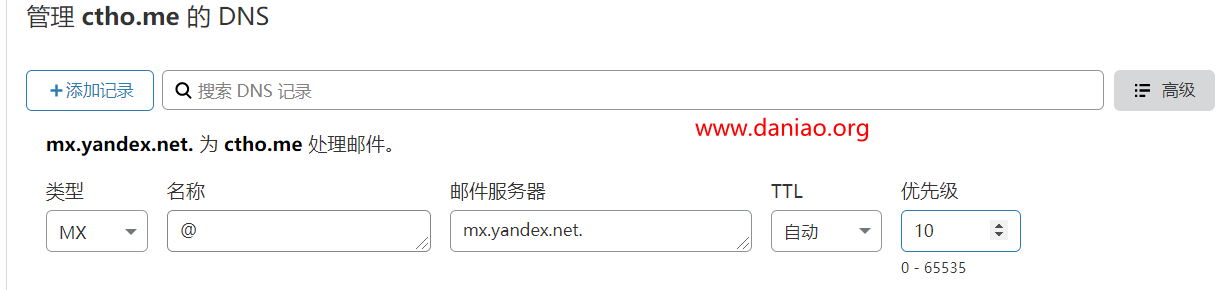 管理 ctho.me 的 DNS
+添加记录
搜索 DNS 记录
高级
www.daniao.org
mx.yandex.net. 为 ctho.me 处理邮件。
类型 名称 邮件服务器 TTL 优先级
MX @ mx.yandex.net. 自动 10
0 - 65535